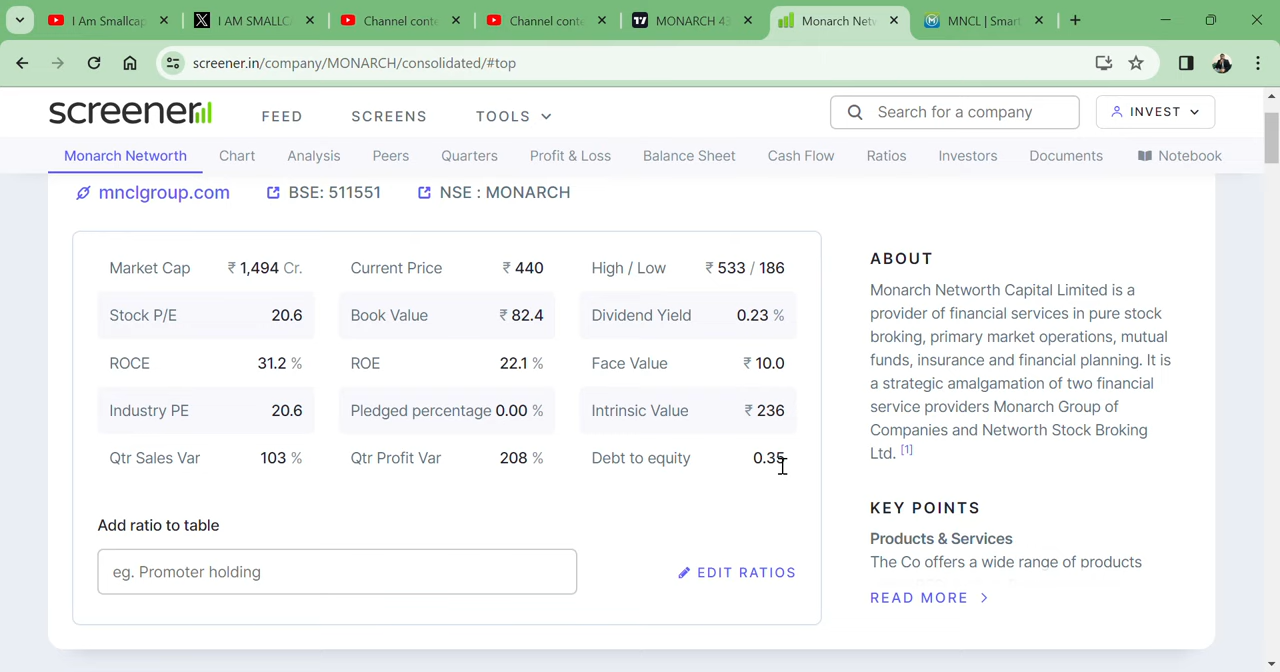 I Am Smallcap
I AM SMALLC
Channel conte
Channel conte
MONARCH 43
Monarch Netw
MNCL | Smart
screener.in/company/MONARCH/consolidated/#top
screener
FEED
SCREENS
TOOLS
Search for a company
INVEST
Monarch Networth
Chart
Analysis
Peers
Quarters
Profit & Loss
Balance Sheet
Cash Flow
Ratios
Investors
Documents
Notebook
mnclgroup.com
BSE: 511551
NSE : MONARCH
Market Cap ₹ 1,494 Cr.
Current Price ₹ 440
High / Low ₹ 533 / 186
Stock P/E 20.6
Book Value ₹ 82.4
Dividend Yield 0.23 %
ROCE 31.2 %
ROE 22.1 %
Face Value ₹ 10.0
Industry PE 20.6
Pledged percentage 0.00 %
Intrinsic Value ₹ 236
Qtr Sales Var 103 %
Qtr Profit Var 208 %
Debt to equity 0.35
Add ratio to table
eg. Promoter holding
EDIT RATIOS
ABOUT
Monarch Networth Capital Limited is a
provider of financial services in pure stock
broking, primary market operations, mutual
funds, insurance and financial planning. It is
a strategic amalgamation of two financial
service providers Monarch Group of
Companies and Networth Stock Broking
Ltd. [1]
KEY POINTS
Products & Services
The Co offers a wide range of products
READ MORE